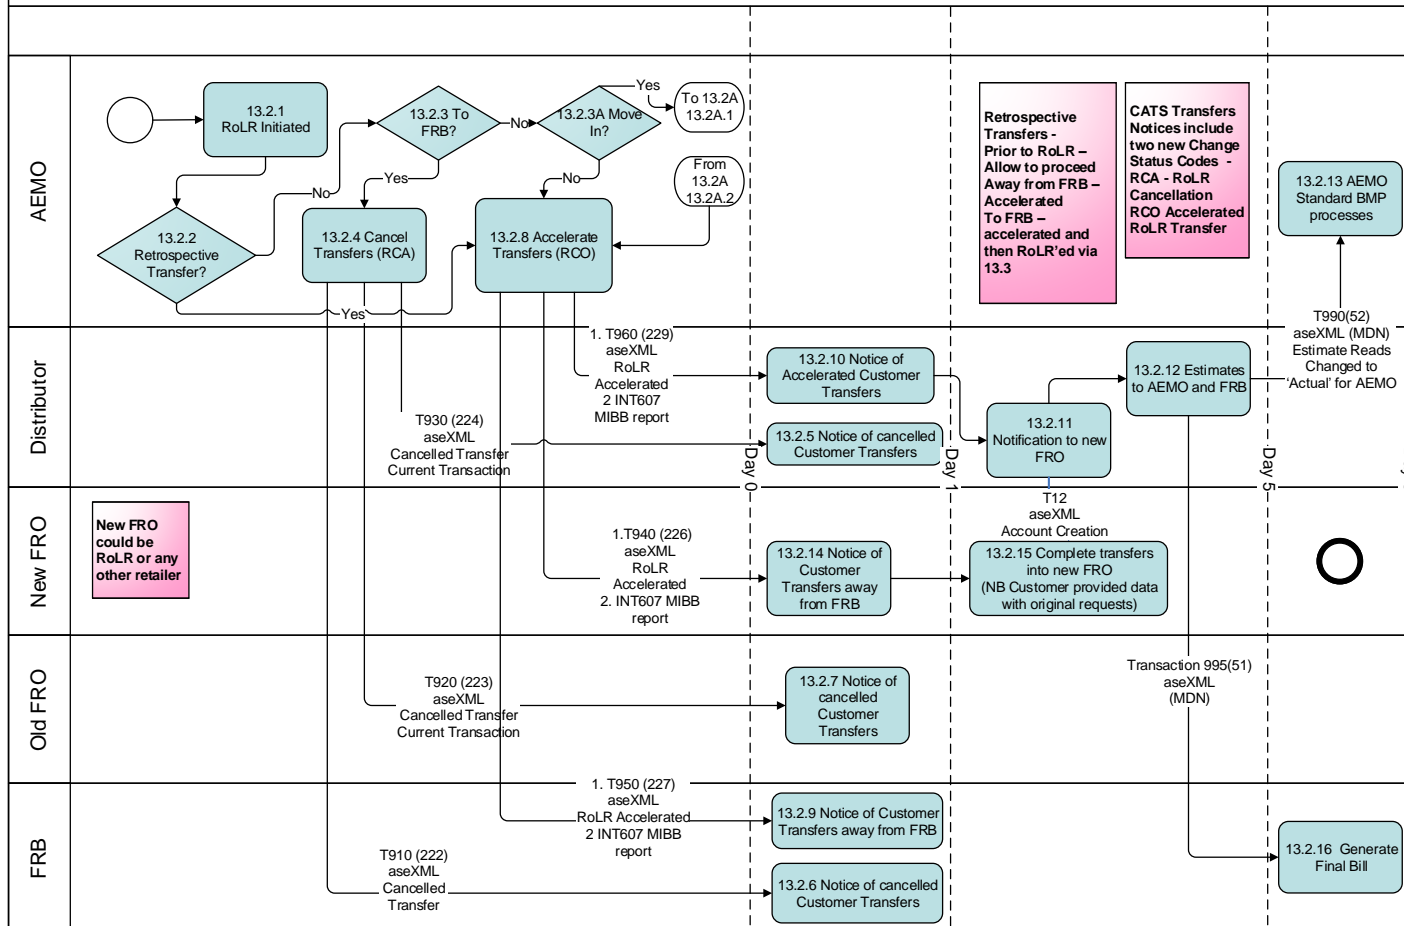 AEMO
13.2.1
RoLR Initiated
13.2.2
Retrospective
Transfer?
No
Yes
13.2.3 To
FRB?
Yes
No
13.2.4 Cancel
Transfers (RCA)
13.2.3A Move
In?
Yes
No
To 13.2A
13.2A.1
From
13.2A
13.2A.2
13.2.8 Accelerate
Transfers (RCO)
Retrospective
Transfers -
Prior to RoLR –
Allow to proceed
Away from FRB –
Accelerated
To FRB –
accelerated and
then RoLR'ed via
13.3
CATS Transfers
Notices include
two new Change
Status Codes -
RCA - RoLR
Cancellation
RCO Accelerated
RoLR Transfer
13.2.13 AEMO
Standard BMP
processes
T990(52)
aseXML (MDN)
Estimate Reads
Changed to
‘Actual’ for AEMO
Distributor
T930 (224)
aseXML
Cancelled Transfer
Current Transaction
1. T960 (229)
aseXML
RoLR
Accelerated
2 INT607
MIBB report
13.2.10 Notice of
Accelerated Customer
Transfers
13.2.5 Notice of cancelled
Customer Transfers
Day 0
13.2.11
Notification to new
FRO
Day 1
13.2.12 Estimates
to AEMO and FRB
Day 5
New FRO
New FRO
could be
RoLR or any
other retailer
1.T940 (226)
aseXML
RoLR
Accelerated
2. INT607 MIBB
report
13.2.14 Notice of
Customer
Transfers away
from FRB
T12
aseXML
Account Creation
13.2.15 Complete transfers
into new FRO
(NB Customer provided data
with original requests)
Old FRO
T920 (223)
aseXML
Cancelled Transfer
Current Transaction
13.2.7 Notice of
cancelled
Customer
Transfers
Transaction 995(51)
aseXML
(MDN)
FRB
T910 (222)
aseXML
Cancelled
Transfer
1. T950 (227)
aseXML
RoLR Accelerated
2 INT607 MIBB
report
13.2.9 Notice of Customer
Transfers away from FRB
13.2.6 Notice of cancelled
Customer Transfers
13.2.16 Generate
Final Bill